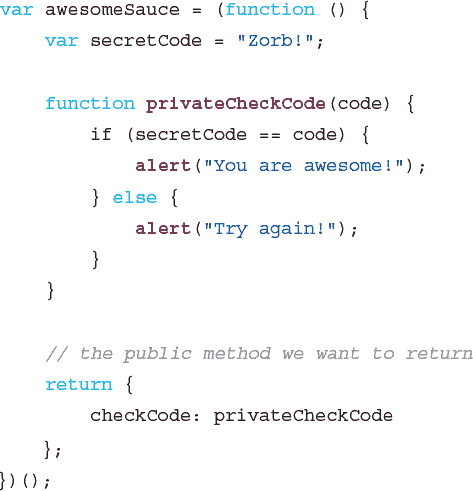 var awesomeSauce = (function () {
    var secretCode = "Zorb!";

    function privateCheckCode(code) {
        if (secretCode == code) {
            alert("You are awesome!");
        } else {
            alert("Try again!");
        }
    }

    // the public method we want to return
    return {
        checkCode: privateCheckCode
    };
})();